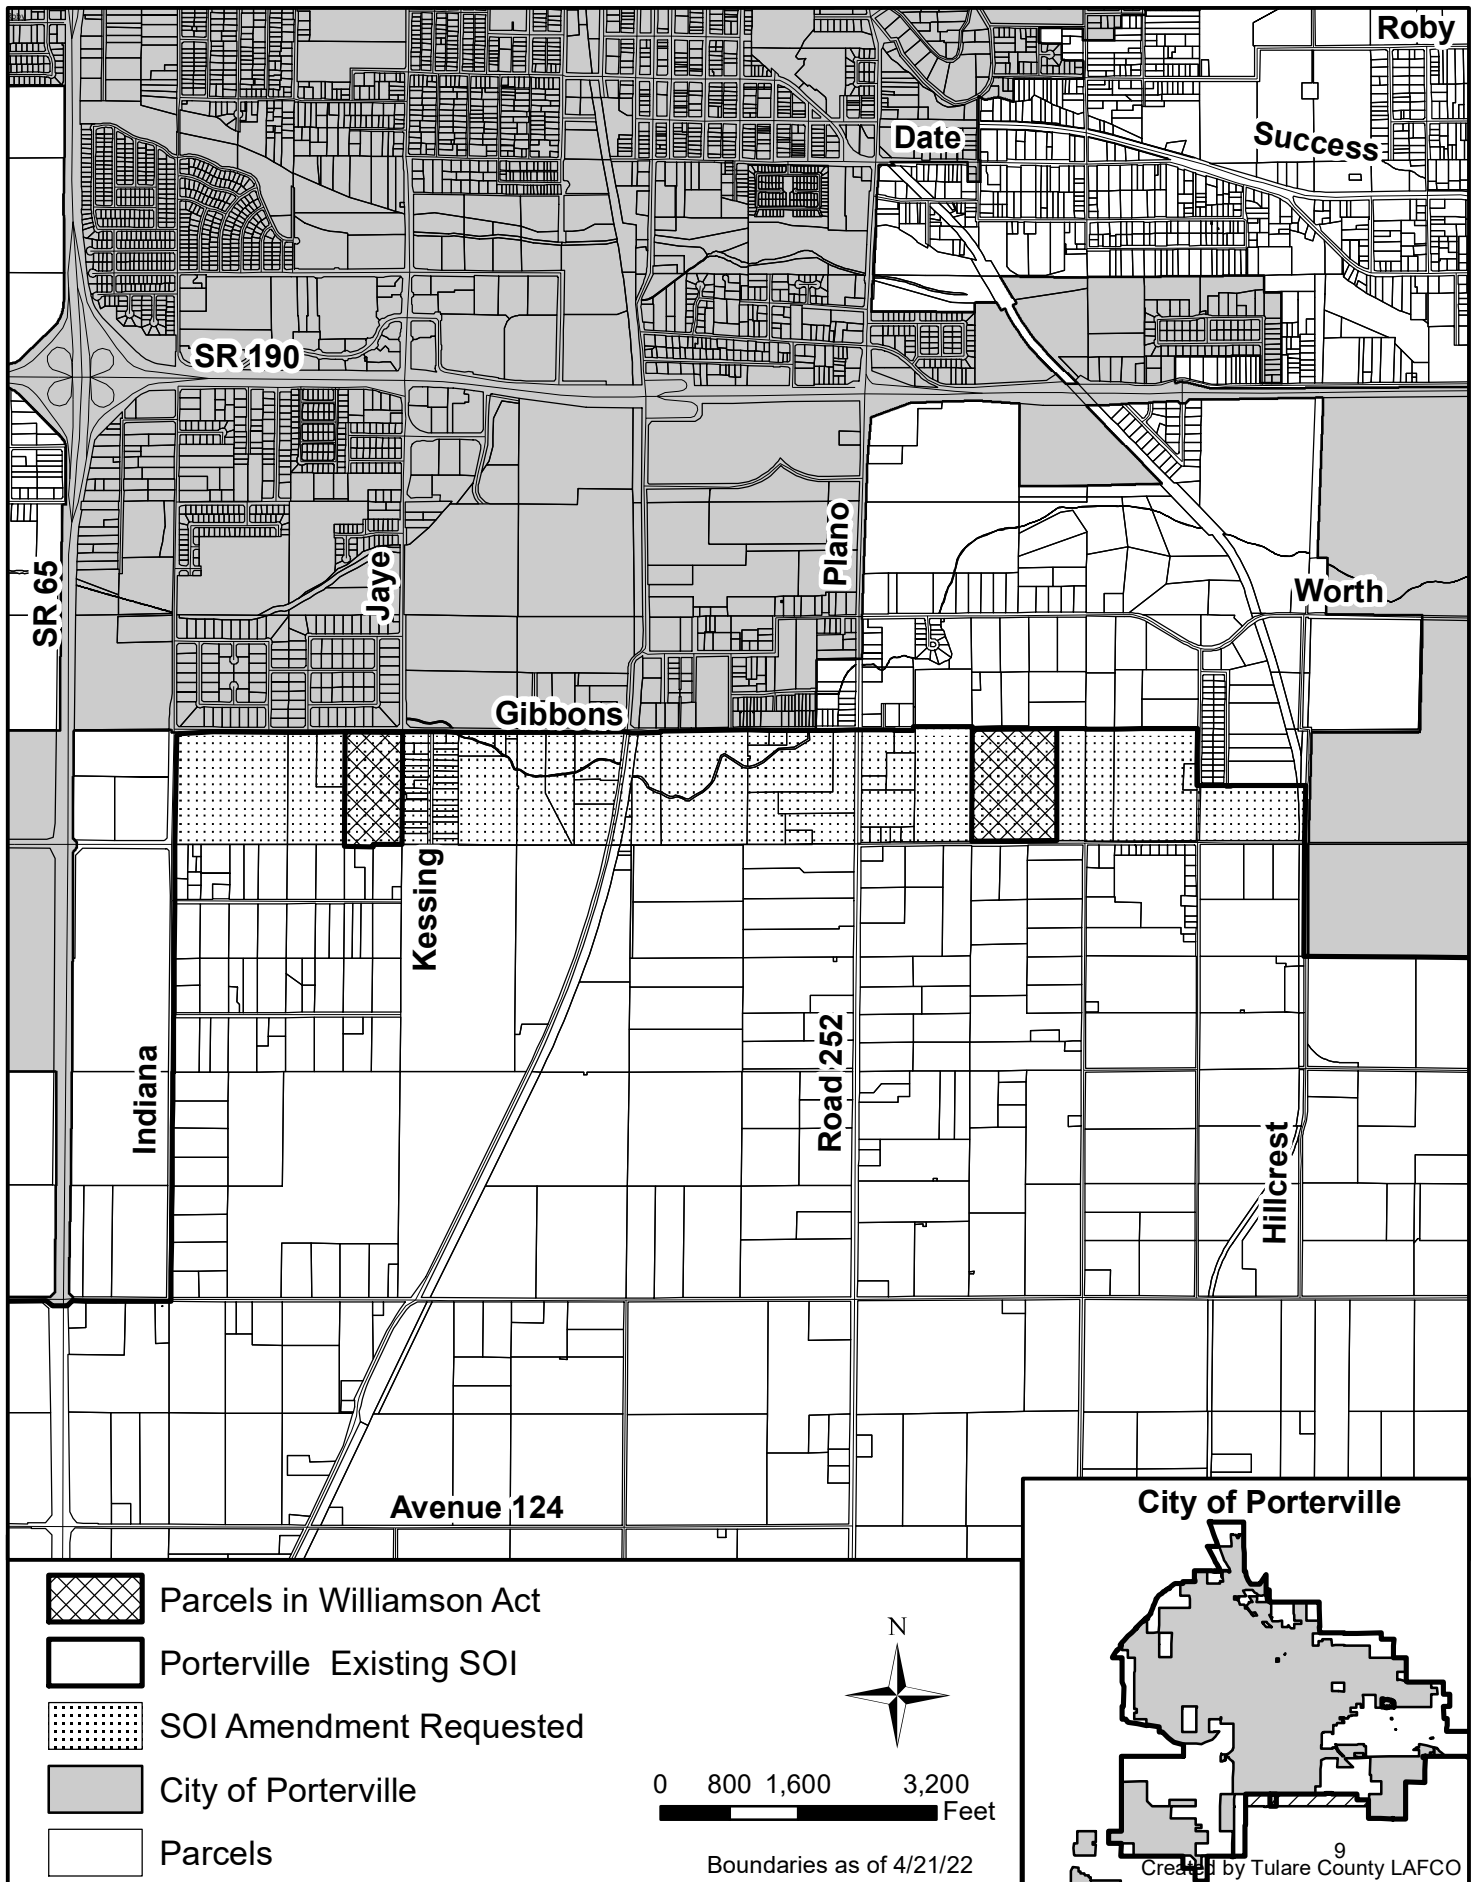 Roby
Date
Success
SR 190
Plano
Jaye
SR 65
Worth
Gibbons
Kessing
Road 252
Indiana
Hillcrest
Avenue 124
City of Porterville
Parcels in Williamson Act
Porterville  Existing SOI
SOI Amendment Requested
City of Porterville
Parcels
N
0 800 1,600 3,200
Feet
Boundaries as of 4/21/22
9
Created by Tulare County LAFCO